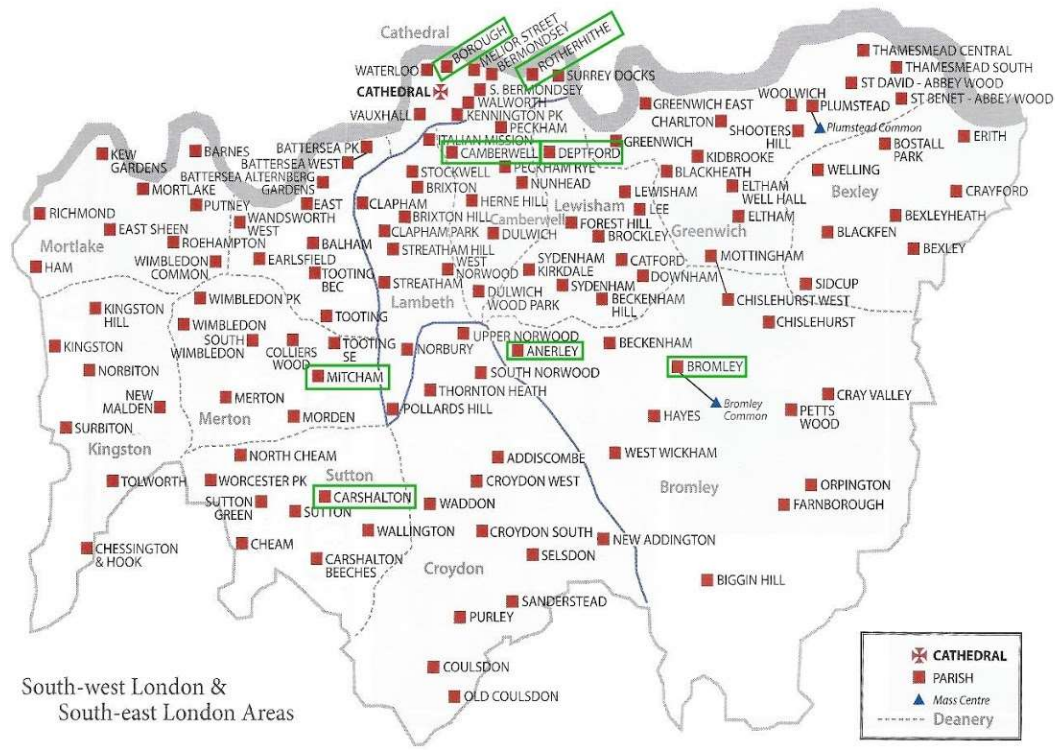 Cathedral
BOROUGH
MELIOR STREET
BERMONDSEY
ROTHERHITHE
WATERLOO
SURREY DOCKS
CATHEDRAL
S. BERMONDSEY
WALWORTH
VAUXHALL
KENNINGTON PK
PECKHAM
ITALIAN MISSION
CAMBERWELL
DEPTFORD
GREENWICH EAST
CHARLTON
GREENWICH
THAMESMEAD CENTRAL
THAMESMEAD SOUTH
ST DAVID - ABBEY WOOD
ST BENET - ABBEY WOOD
WOOLWICH
PLUMSTEAD
Plumstead Common
SHOOTERS
HILL
ERITH
BOSTALL
PARK
KEW
GARDENS
BARNES
BATTERSEA PK
BATTERSEA WEST
BATTERSEA ALTERNBERG
GARDENS
MORTLAKE
STOCKWELL
PECKHAM RYE
NUNHEAD
BRIXTON
KIDBROOKE
BLACKHEATH
WELLING
Bexley
CRAYFORD
RICHMOND
PUTNEY
EAST
CLAPHAM
HERNE HILL
LEWISHAM
Lewisham
LEE
ELTHAM
WELL HALL
ELTHAM
BEXLEYHEATH
EAST SHEEN
WANDSWORTH
WEST
BRIXTON HILL
Camberwell
FOREST HILL
Greenwich
BLACKFEN
Mortlake
ROEHAMPTON
BALHAM
CLAPHAM PARK
DULWICH
BROCKLEY
BEXLEY
HAM
WIMBLEDON
COMMON
EARLSFIELD
STREATHAM HILL
WEST
NORWOOD
SYDENHAM
KIRKDALE
CATFORD
MOTTINGHAM
TOOTING
BEC
STREATHAM
SYDENHAM
DOWNHAM
SIDCUP
KINGSTON
HILL
WIMBLEDON PK
Lambeth
DULWICH
WOOD PARK
BECKENHAM
HILL
CHISLEHURST WEST
WIMBLEDON
TOOTING
CHISLEHURST
KINGSTON
SOUTH
WIMBLEDON
COLLIERS
WOOD
TOOTING
SE
NORBURY
UPPER NORWOOD
ANERLEY
BECKENHAM
NORBITON
MITCHAM
SOUTH NORWOOD
BROMLEY
NEW
MALDEN
MERTON
THORNTON HEATH
CRAY VALLEY
Merton
MORDEN
POLLARDS HILL
HAYES
Bromley
Common
PETTS
WOOD
SURBITON
Kingston
NORTH CHEAM
ADDISCOMBE
WEST WICKHAM
TOLWORTH
WORCESTER PK
Sutton
CROYDON WEST
Bromley
ORPINGTON
SUTTON
GREEN
CARSHALTON
WADDON
FARNBOROUGH
SUTTON
WALLINGTON
CROYDON SOUTH
NEW ADDINGTON
CHESSINGTON
& HOOK
CHEAM
CARSHALTON
BEECHES
SELSDON
Croydon
BIGGIN HILL
SANDERSTEAD
PURLEY
COULSDON
OLD COULSDON
South-west London &
South-east London Areas
CATHEDRAL
PARISH
Mass Centre
Deanery